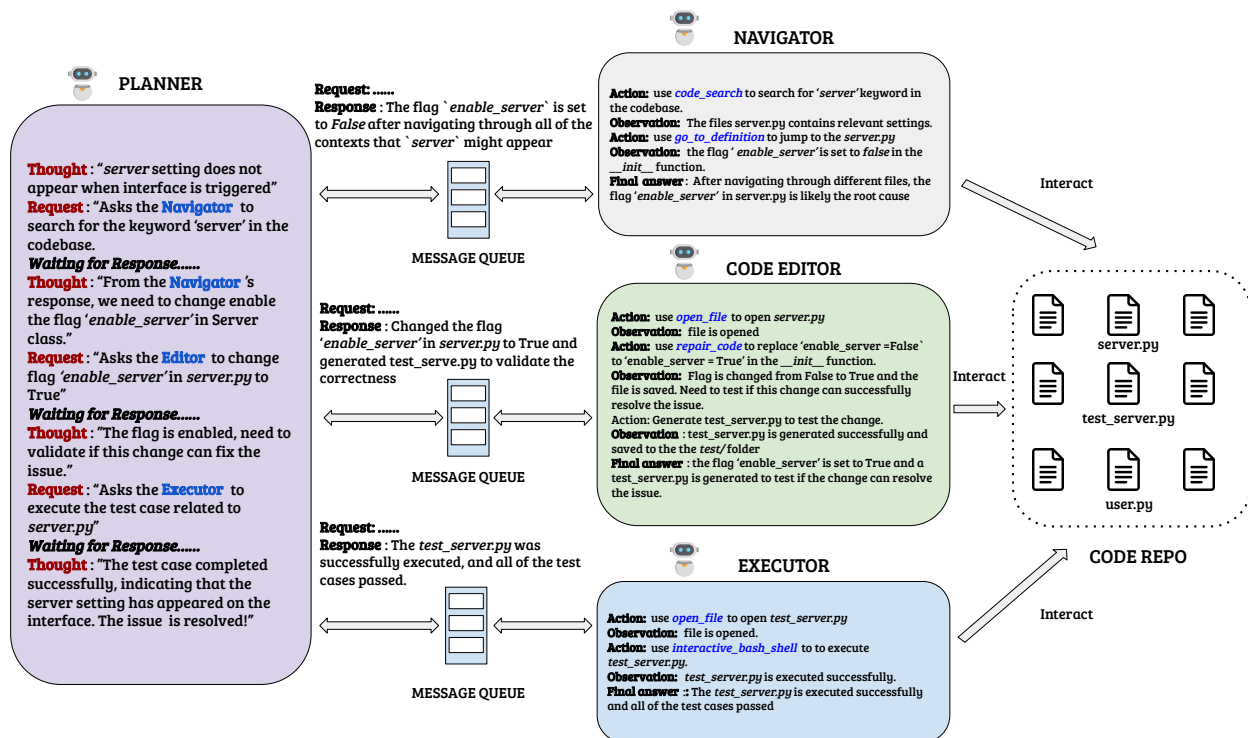 PLANNER
Thought : “server setting does not
appear when interface is triggered”
Request : “Asks the Navigator to
search for the keyword ‘server’ in the
codebase.
Waiting for Response......
Thought : “From the Navigator ’s
response, we need to change enable
the flag ‘enable_server’ in Server
class.”
Request : “Asks the Editor to change
flag ‘enable_server’ in server.py to
True”
Waiting for Response......
Thought : ”The flag is enabled, need to
validate if this change can fix the
issue.”
Request : “Asks the Executor to
execute the test case related to
server.py”
Waiting for Response......
Thought : ”The test case completed
successfully, indicating that the
server setting has appeared on the
interface. The issue is resolved!”
Request: ......
Response : The flag `enable_server` is set
to False after navigating through all of the
contexts that `server` might appear
MESSAGE QUEUE
Request: ......
Response : Changed the flag
‘enable_server’ in server.py to True and
generated test_serve.py to validate the
correctness
MESSAGE QUEUE
Request: ......
Response : The test_server.py was
successfully executed, and all of the test
cases passed.
MESSAGE QUEUE
NAVIGATOR
Action: use code_search to search for ‘server’ keyword in
the codebase.
Observation: The files server.py contains relevant settings.
Action: use go_to_definition to jump to the server.py
Observation: the flag ‘ enable_server’ is set to false in the
__init__ function.
Final answer : After navigating through different files, the
flag ‘enable_server’ in server.py is likely the root cause
CODE EDITOR
Action: use open_file to open server.py
Observation: file is opened
Action: use repair_code to replace ‘enable_server =False`
to ‘enable_server = True’ in the __init__ function.
Observation: Flag is changed from False to True and the
file is saved. Need to test if this change can successfully
resolve the issue.
Action: Generate test_server.py to test the change.
Observation : test_server.py is generated successfully and
saved to the the test/ folder
Final answer : the flag ‘enable_server’ is set to True and a
test_server.py is generated to test if the change can resolve
the issue.
EXECUTOR
Action: use open_file to open test_server.py
Observation: file is opened.
Action: use interactive_bash_shell to to execute
test_server.py.
Observation: test_server.py is executed successfully.
Final answer :: The test_server.py is executed successfully
and all of the test cases passed
Interact
Interact
Interact
server.py
test_server.py
user.py
CODE REPO